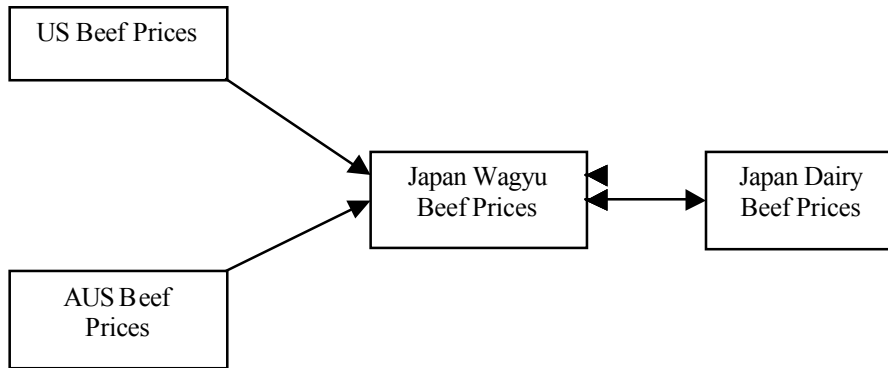 US Beef Prices
Japan Wagyu
Beef Prices
Japan Dairy
Beef Prices
AUS Beef
Prices